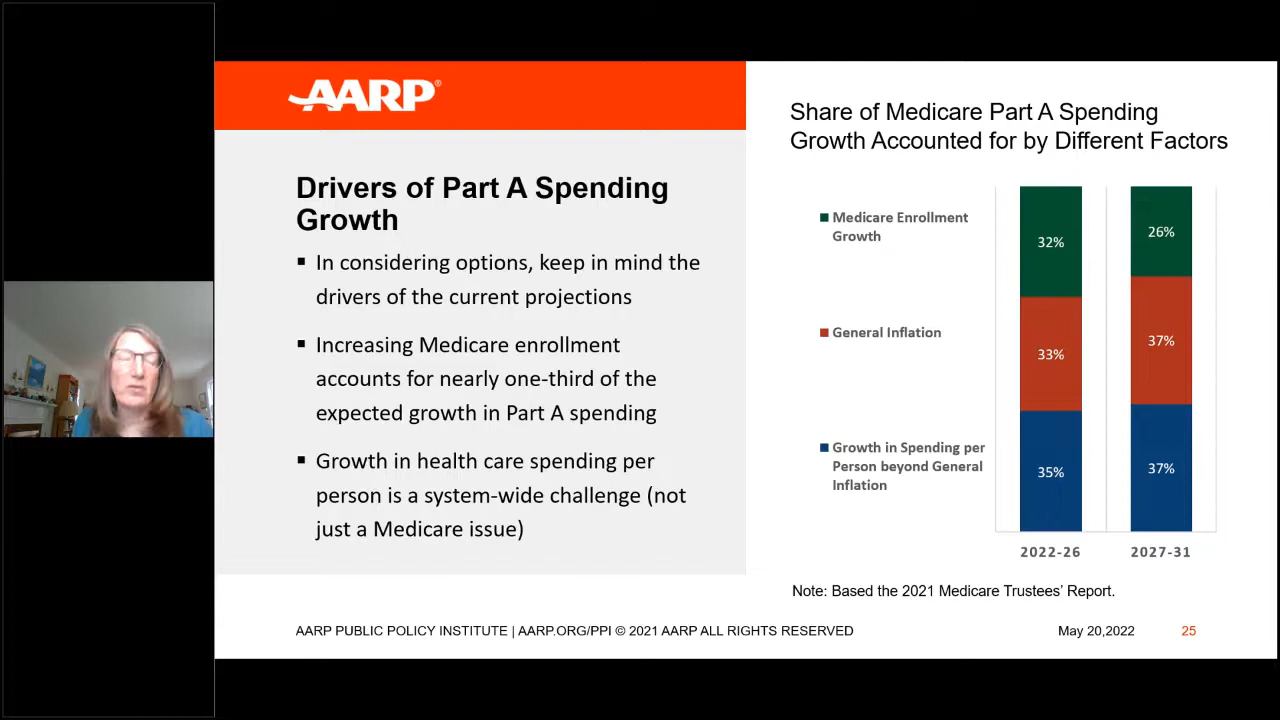 AARP®
Drivers of Part A Spending
Growth
▪ In considering options, keep in mind the
drivers of the current projections
▪ Increasing Medicare enrollment
accounts for nearly one-third of the
expected growth in Part A spending
▪ Growth in health care spending per
person is a system-wide challenge (not
just a Medicare issue)
Share of Medicare Part A Spending
Growth Accounted for by Different Factors
Medicare Enrollment
Growth
General Inflation
Growth in Spending per
Person beyond General
Inflation
32%
33%
35%
26%
37%
37%
2022-26
2027-31
Note: Based the 2021 Medicare Trustees’ Report.
AARP PUBLIC POLICY INSTITUTE | AARP.ORG/PPI © 2021 AARP ALL RIGHTS RESERVED
May 20,2022
25